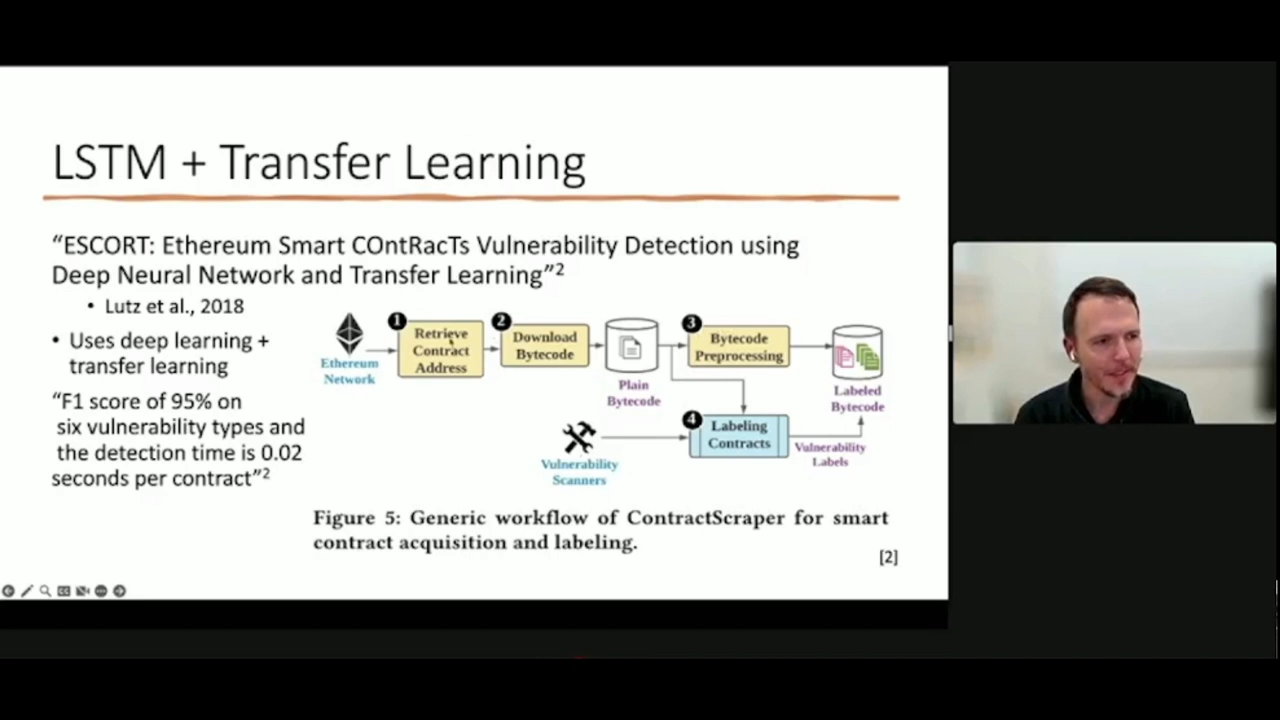 LSTM + Transfer Learning
“ESCORT: Ethereum Smart COntRacTs Vulnerability Detection using
Deep Neural Network and Transfer Learning”2
• Lutz et al., 2018
• Uses deep learning +
transfer learning
“F1 score of 95% on
six vulnerability types and
the detection time is 0.02
seconds per contract”2
Ethereum
Network
1
Retrieve
Contract
Address
2
Download
Bytecode
Plain
Bytecode
3
Bytecode
Preprocessing
Labeled
Bytecode
Vulnerability
Scanners
4
Labeling
Contracts
Vulnerability
Labels
Figure 5: Generic workflow of ContractScraper for smart
contract acquisition and labeling.
[2]